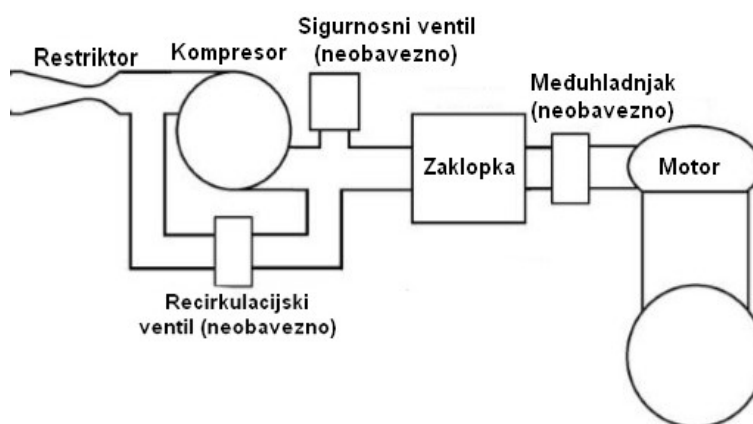 Restriktor
Kompresor
Sigurnosni ventil
(neobavezno)
Međuhladnjak
(neobavezno)
Zaklopka
Motor
Recirkulacijski
ventil (neobavezno)